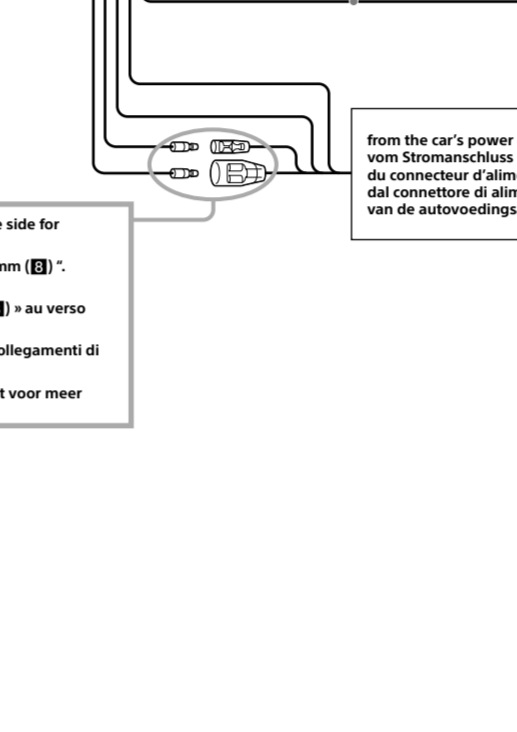 from the car's power
vom Stromanschluss
du connecteur d'alim
dal connettore di alim
van de autovoedings
side for
mm (8) “.
) » au verso
ollegamenti di
t voor meer